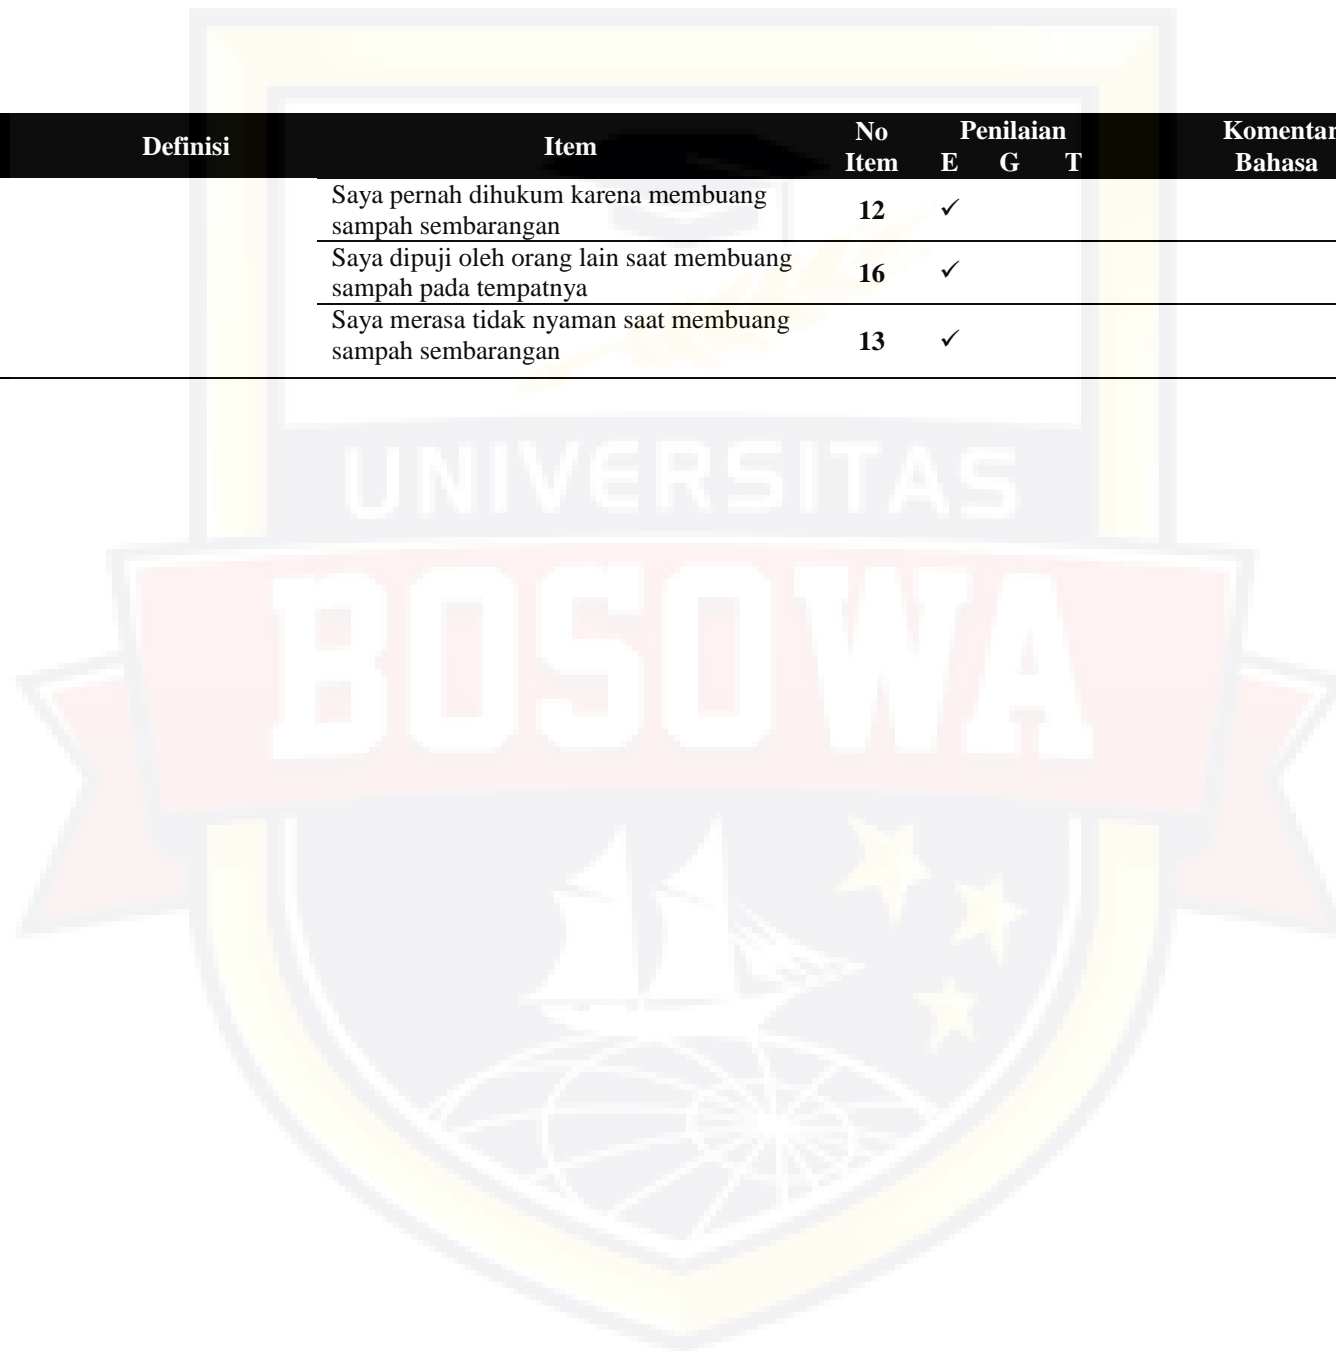 Definisi Item No Item Penilaian Komentar Bahasa
E G T
Saya pernah dihukum karena membuang
sampah sembarangan
12 ✓
Saya dipuji oleh orang lain saat membuang
sampah pada tempatnya
16 ✓
Saya merasa tidak nyaman saat membuang
sampah sembarangan
13 ✓
UNIVERSITAS
BOSOWA